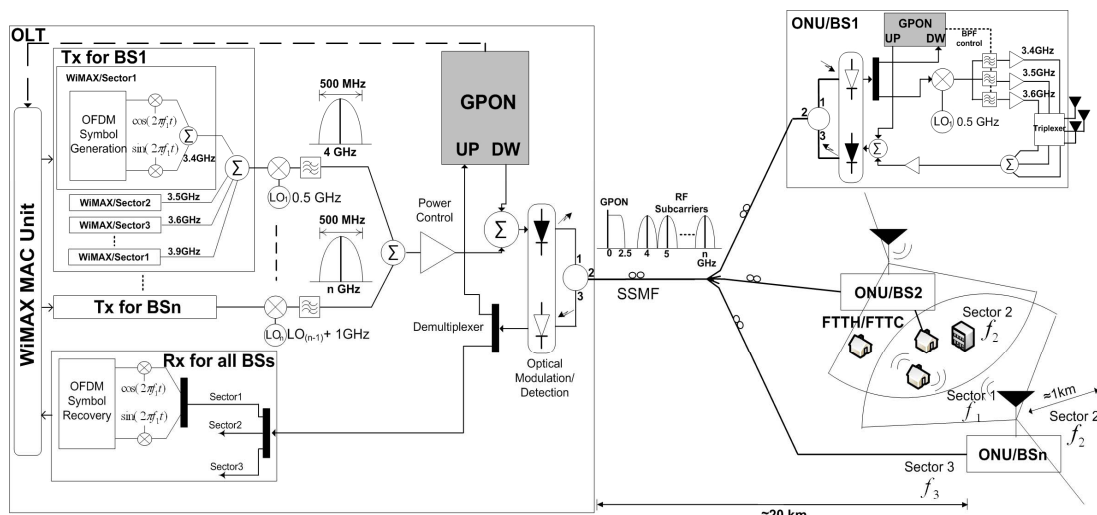 OLT
Tx for BS1
WiMAX/Sector1
OFDM
Symbol
Generation
cos(2πf₁t)
sin(2πf₁t)
Σ
3.4GHz
WiMAX/Sector2
3.5GHz
WiMAX/Sector3
3.6GHz
WiMAX/Sector1
3.9GHz
Σ
LO₁
0.5 GHz
500 MHz
4 GHz
Tx for BSn
LOₙ
LO(n-1)+ 1GHz
500 MHz
n GHz
Σ
WiMAX MAC Unit
Rx for all BSs
OFDM
Symbol
Recovery
cos(2πf₁t)
sin(2πf₁t)
Sector1
Sector2
Sector3
GPON
UP DW
Power
Control
Σ
Demultiplexer
1
2
3
Optical
Modulation/
Detection
GPON
RF
Subcarriers
0 2.5 4 5 n
GHz
GHz
SSMF
≈20 km
ONU/BS1
GPON
UP DW
BPF
control
1
2
3
3.4GHz
3.5GHz
3.6GHz
LO₁
0.5 GHz
Triplexer
Σ
Σ
ONU/BS2
FTTH/FTTC
Sector 2
f₂
Sector 1
f₁
≈1km
Sector 2
f₂
ONU/BSn
Sector 3
f₃